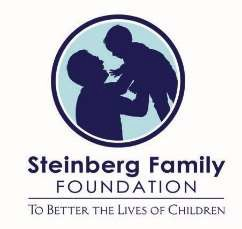 Steinberg Family
FOUNDATION
TO BETTER THE LIVES OF CHILDREN